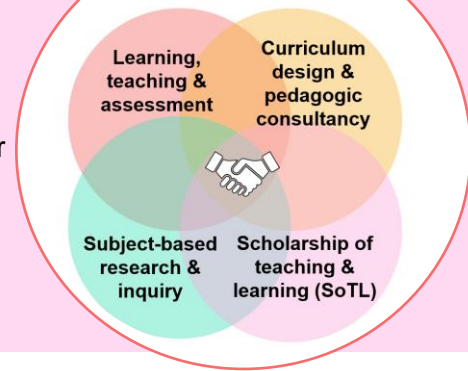 Learning,
teaching &
assessment
Curriculum
design &
pedagogic
consultancy
Subject-based
research &
inquiry
Scholarship of
teaching &
learning (SoTL)